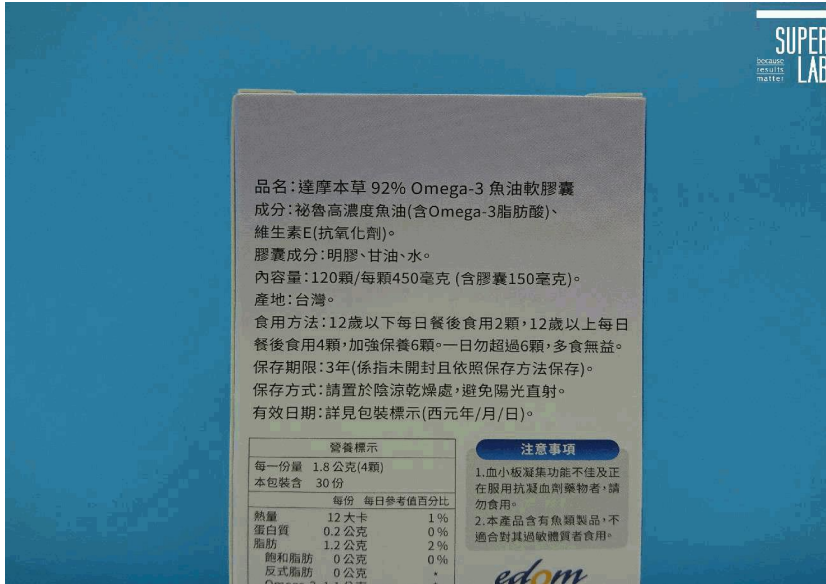 SUPER
LAB
because
results
matter
品名：達摩本草 92% Omega-3 魚油軟膠囊
成分：祕魯高濃度魚油(含Omega-3脂肪酸)、
維生素E(抗氧化劑)。
膠囊成分：明膠、甘油、水。
內容量：120顆/每顆450毫克 (含膠囊150毫克)。
產地：台灣。
食用方法：12歲以下每日餐後食用2顆，12歲以上每日
餐後食用4顆，加強保養6顆。一日勿超過6顆，多食無益。
保存期限：3年(係指未開封且依照保存方法保存)。
保存方式：請置於陰涼乾燥處，避免陽光直射。
有效日期：詳見包裝標示(西元年/月/日)。
營養標示
每一份量 1.8公克(4顆)
本包裝含 30份
每份 每日參考值百分比
熱量 12大卡 1%
蛋白質 0.2公克 0%
脂肪 1.2公克 2%
飽和脂肪 0公克 0%
反式脂肪 0公克 *
注意事項
1.血小板凝集功能不佳及正
在服用抗凝血劑藥物者，請
勿食用。
2.本產品含有魚類製品，不
適合對其過敏體質者食用。
edom